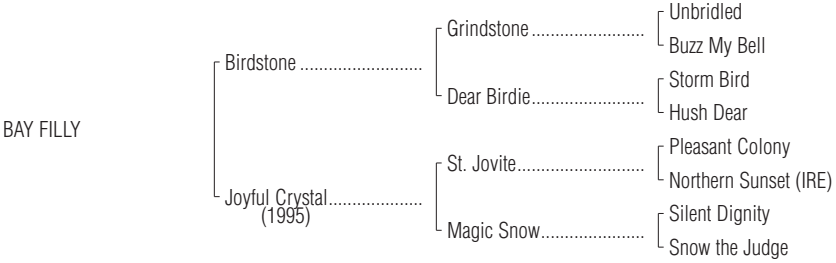 Unbridled
Grindstone ........................
Buzz My Bell
Birdstone ..........................
Storm Bird
Dear Birdie........................
Hush Dear
BAY FILLY
Pleasant Colony
St. Jovite...........................
Northern Sunset (IRE)
Joyful Crystal....................
(1995)
Silent Dignity
Magic Snow......................
Snow the Judge